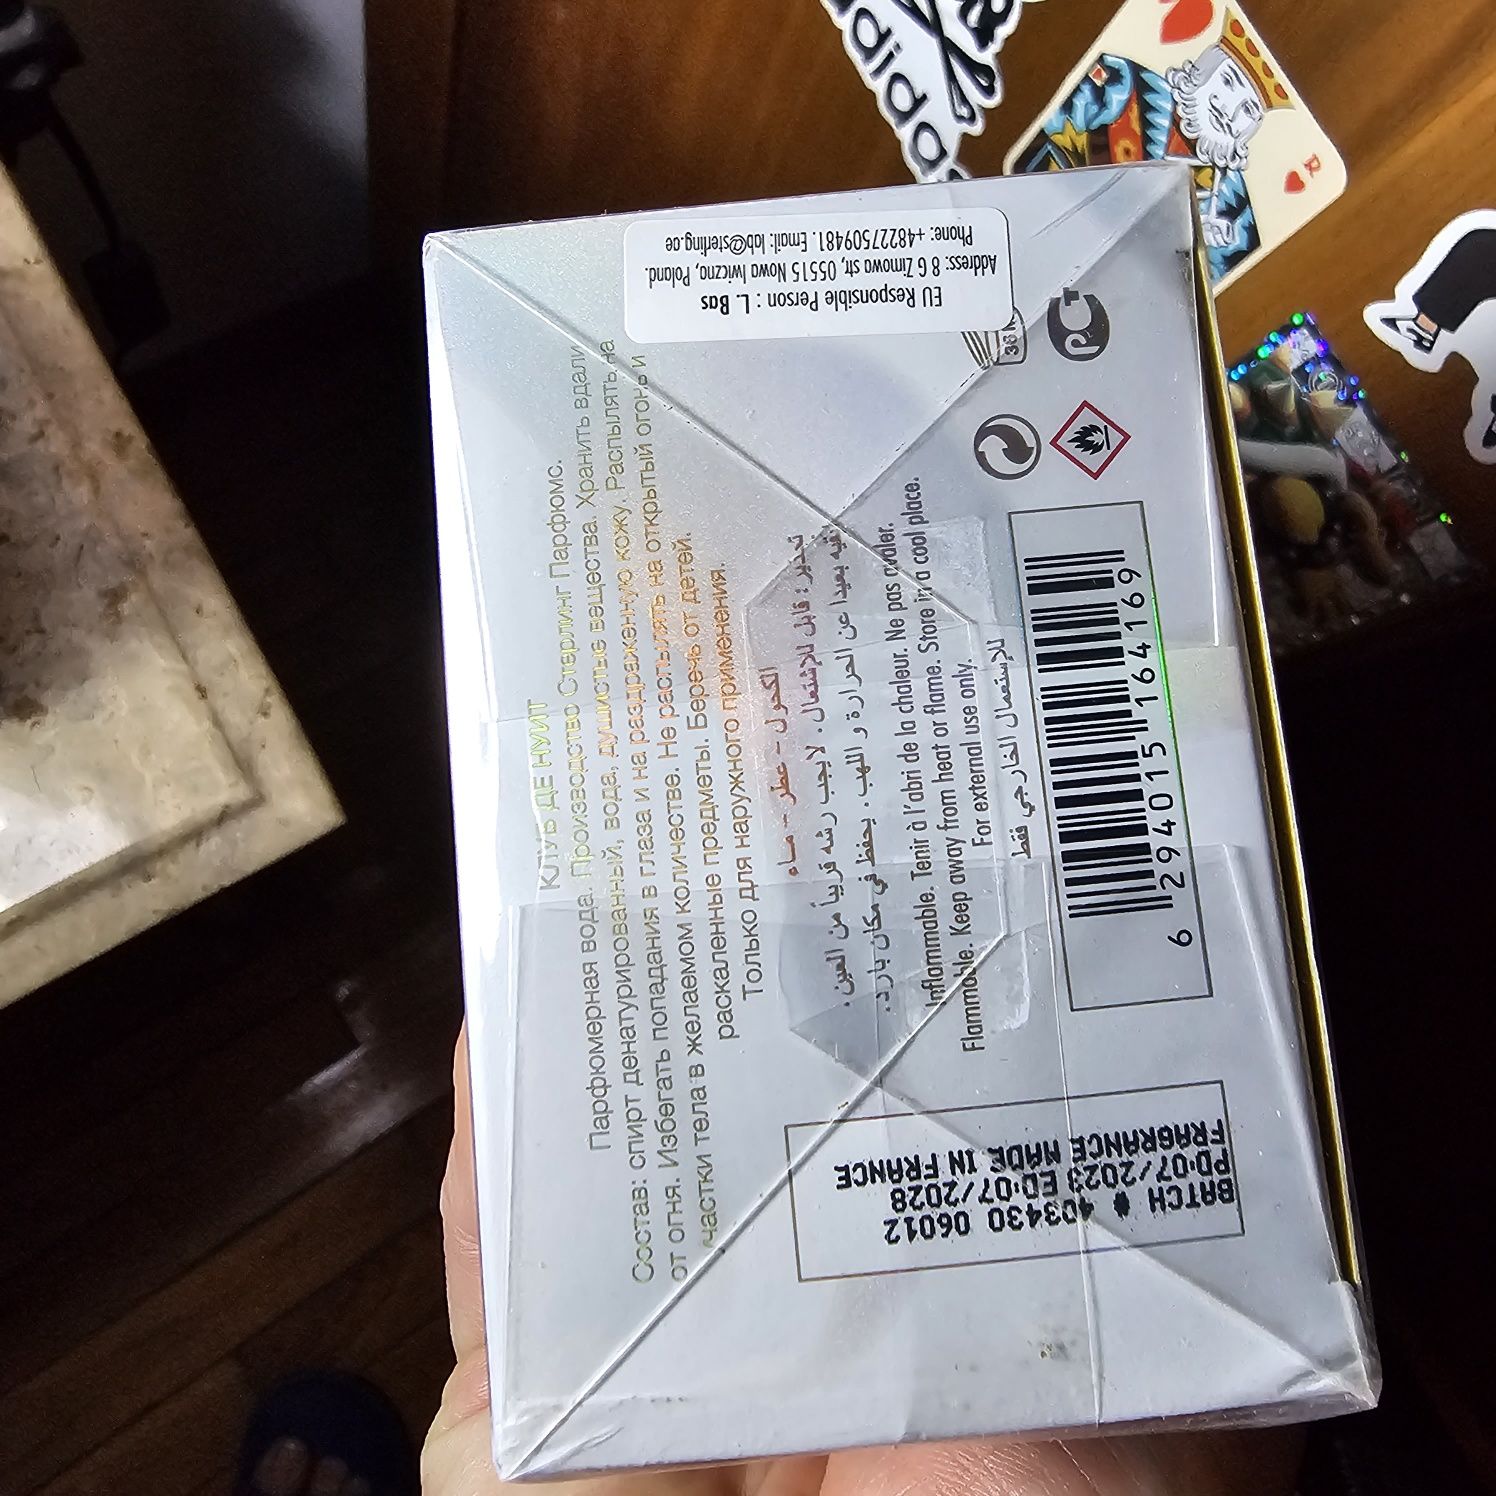 adidas
R
EU Responsible Person : L. Bas
Address: 8 G Zimowa str, 05515 Nowa Iwiczna, Poland.
Phone: +48227509481. Email: lab@sterling.ae
36
РСТ
КЛУБ ДЕ НУИТ
Парфюмерная вода. Производство Стерлинг Парфюмс.
Состав: спирт денатурированный, вода, душистые вещества. Хранить вдали
от огня. Избегать попадания в глаза и на раздраженную кожу. Распылять на
участки тела в желаемом количестве. Не распылять на открытый огонь и
раскаленные предметы. Беречь от детей.
Только для наружного применения.
الكحول - عطر - ماء
تحذير: قابل للإشتعال. لايجب رشه قريباً من العين.
بعيدا عن الحرارة و اللهب. يحفظ في مكان بارد.
Inflammable. Tenir à l'abri de la chaleur. Ne pas avaler.
Flammable. Keep away from heat or flame. Store in a cool place.
For external use only.
للإستعمال الخارجي فقط
6 294015 164169
BATCH # 403430 06012
PD:07/2023 ED:07/2028
FRAGRANCE MADE IN FRANCE